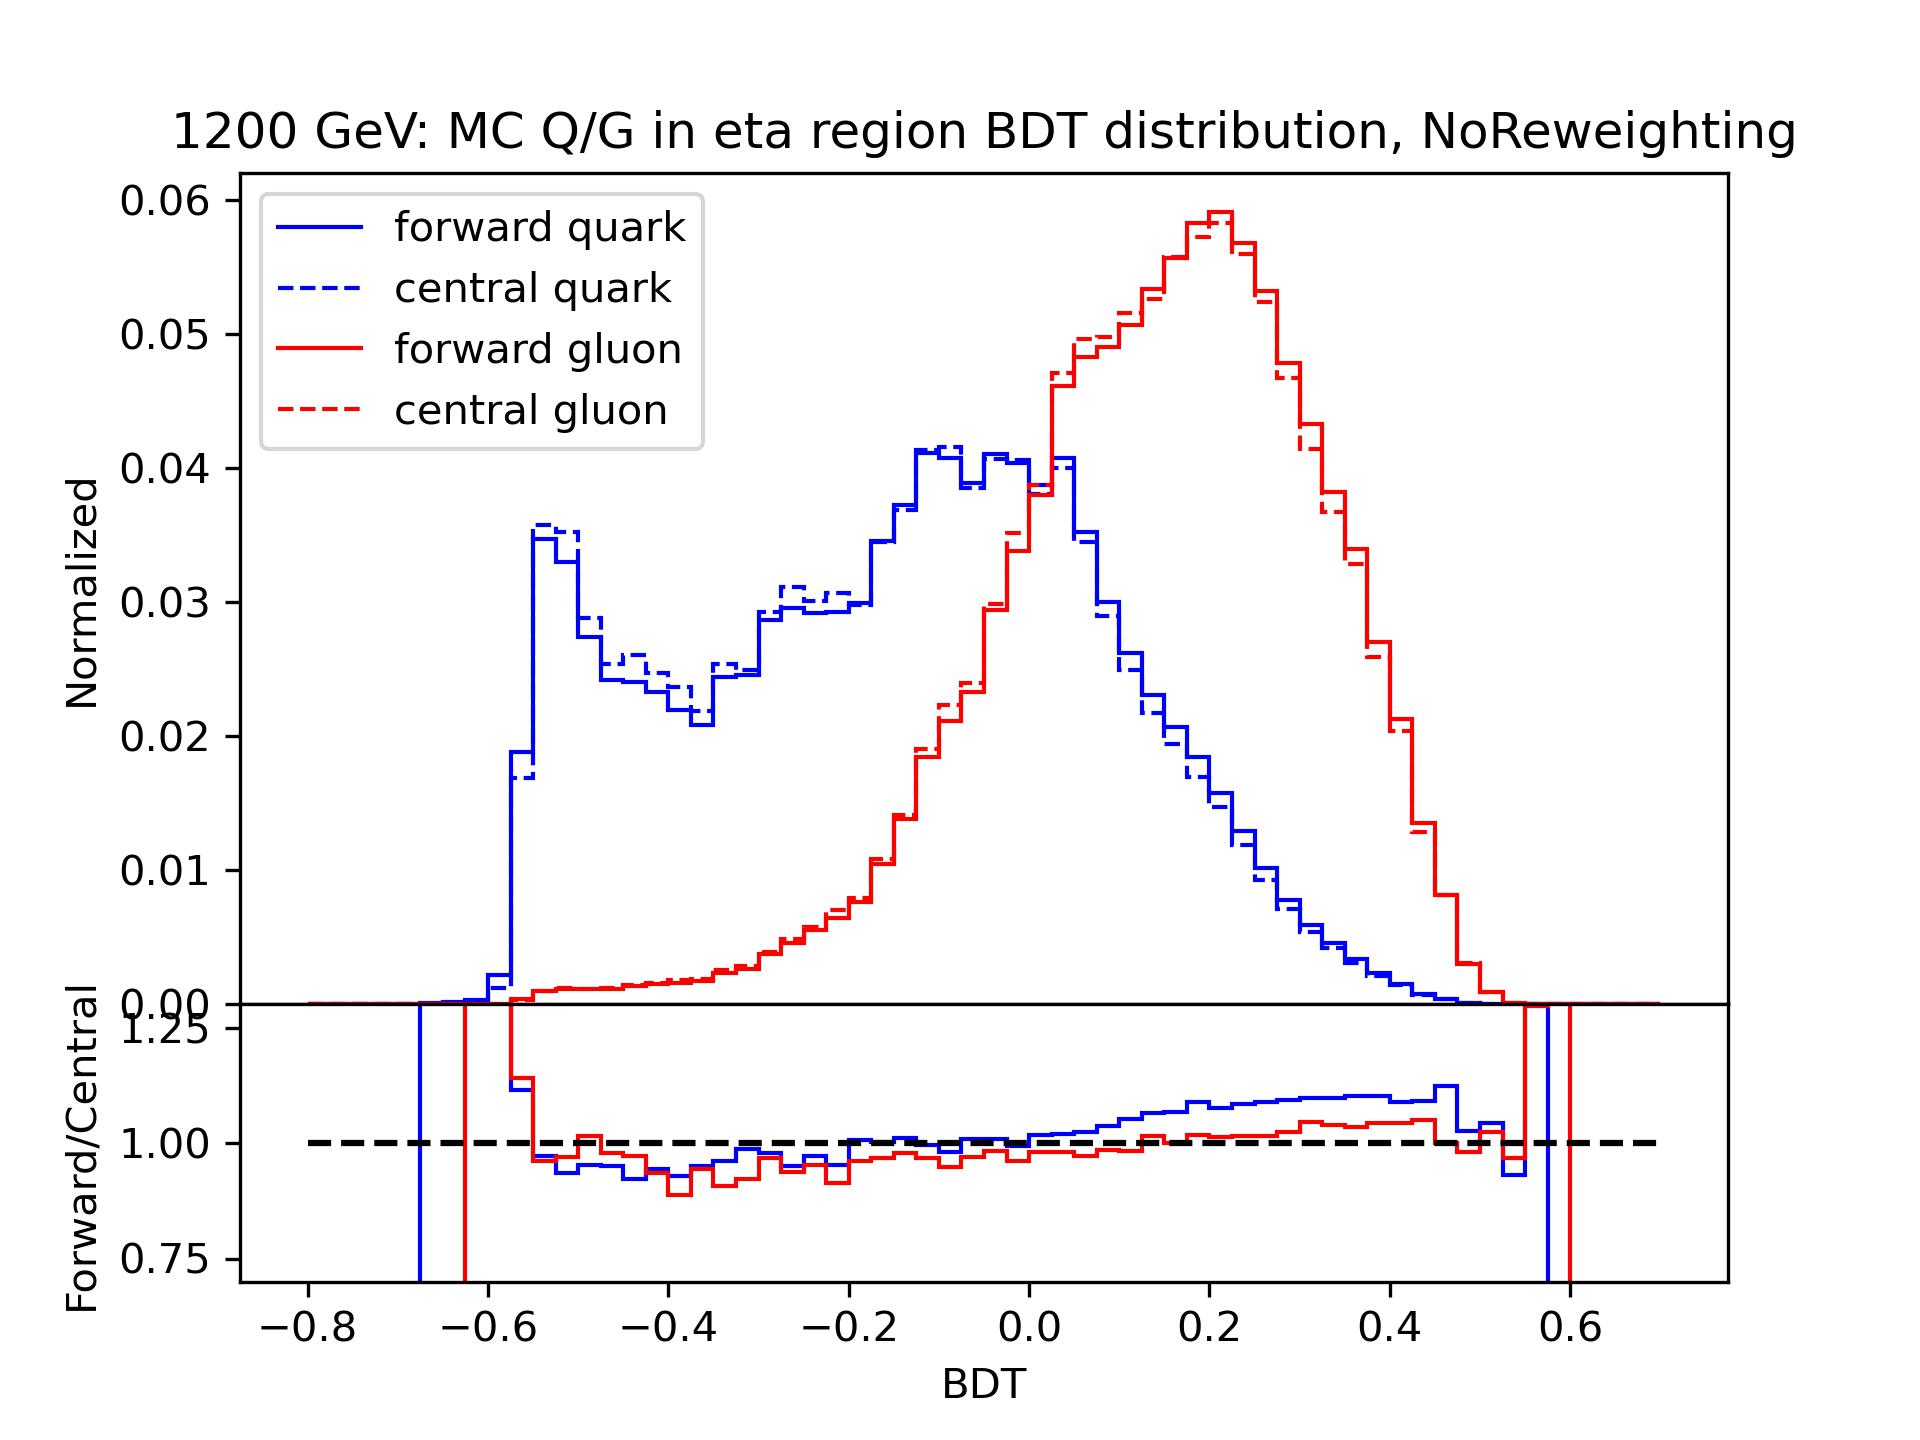 1200 GeV: MC Q/G in eta region BDT distribution, NoReweighting
forward quark
central quark
forward gluon
central gluon
Normalized
0.06
0.05
0.04
0.03
0.02
0.01
0.00
Forward/Central
1.25
1.00
0.75
−0.8 −0.6 −0.4 −0.2 0.0 0.2 0.4 0.6
BDT